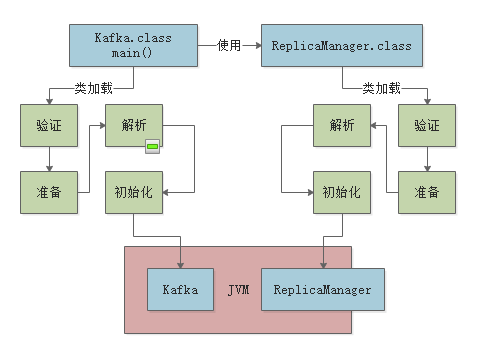 Kafka.class
main()
使用
ReplicaManager.class
类加载
类加载
验证
解析
解析
验证
准备
初始化
初始化
准备
Kafka
JVM
ReplicaManager